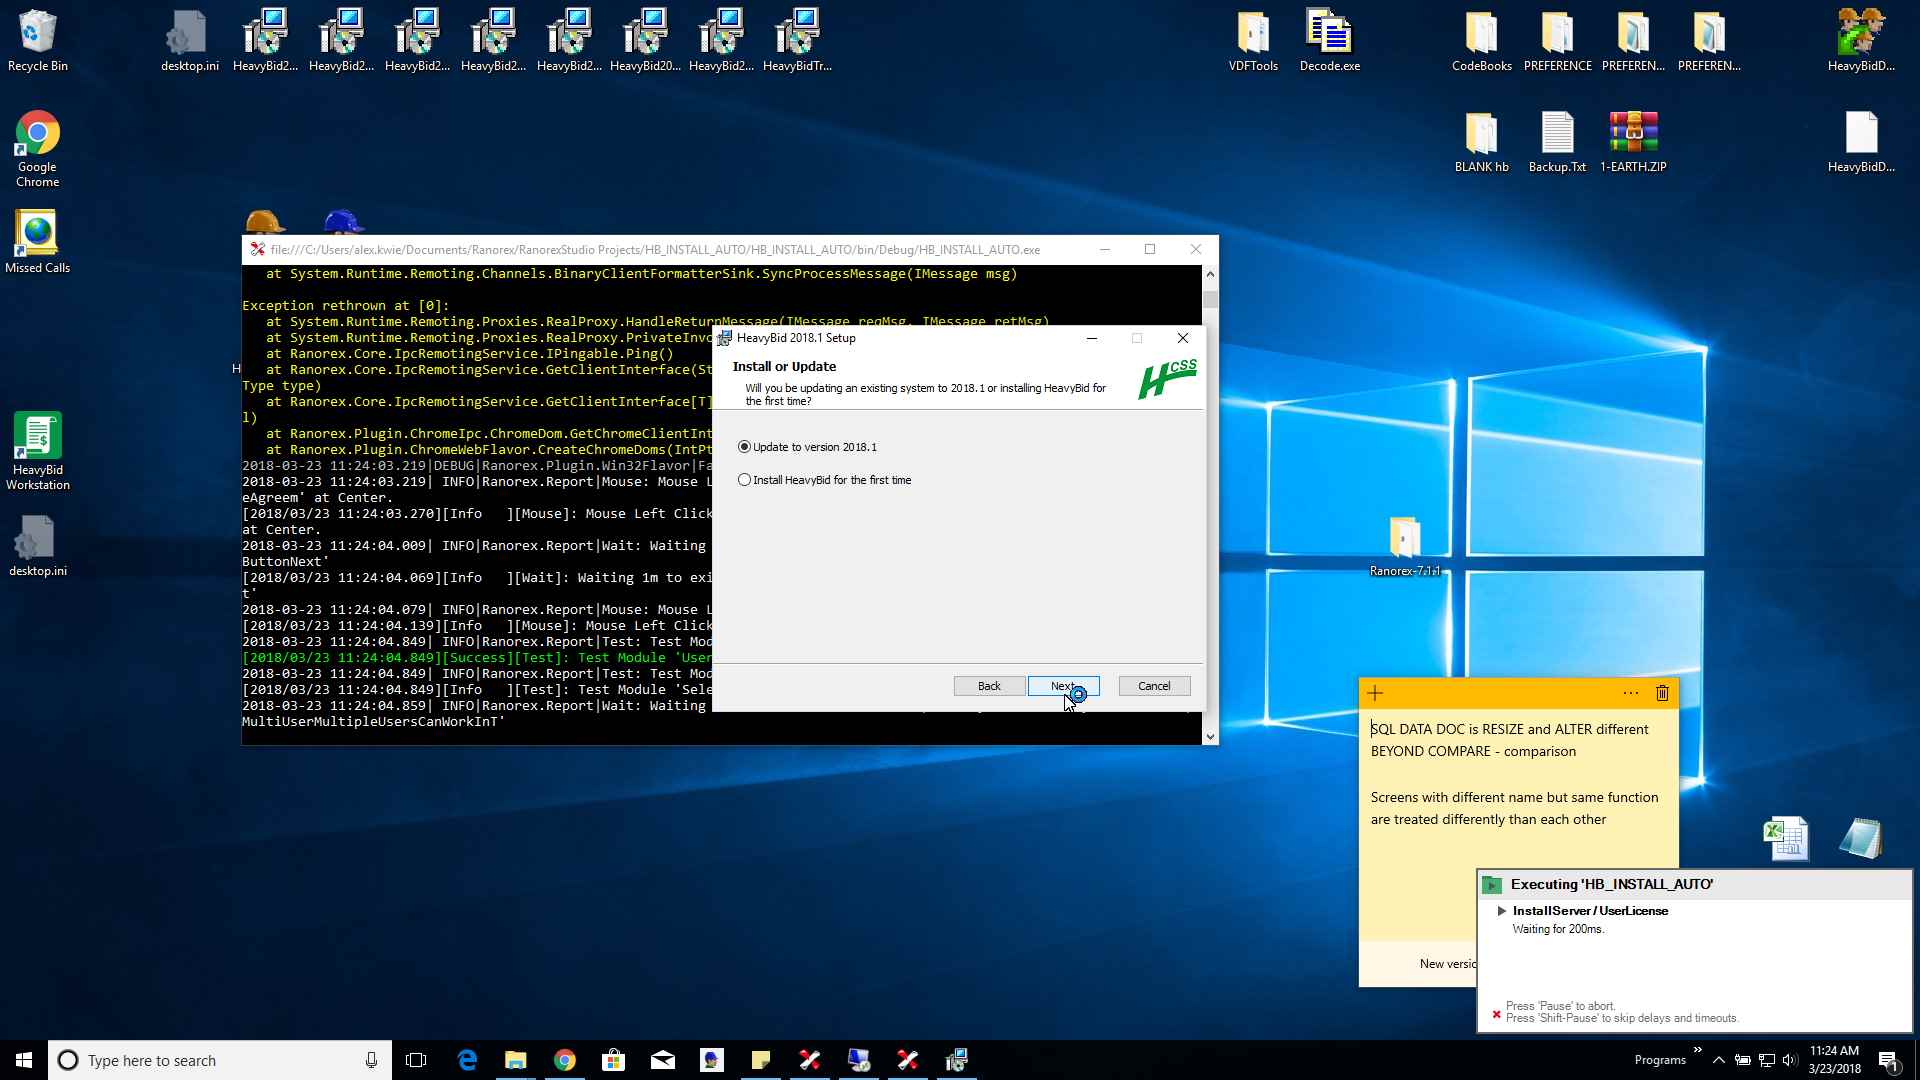 Recycle Bin
desktop.ini
HeavyBid2...
HeavyBid2...
HeavyBid2...
HeavyBid2...
HeavyBid2...
HeavyBid20...
HeavyBid2...
HeavyBidTr...
VDFTools
Decode.exe
CodeBooks
PREFERENCE
PREFEREN...
PREFEREN...
HeavyBidD...
Google
Chrome
BLANK hb
Backup.Txt
1-EARTH.ZIP
HeavyBidD...
Missed Calls
file:///C:/Users/alex.kwie/Documents/Ranorex/RanorexStudio Projects/HB_INSTALL_AUTO/HB_INSTALL_AUTO/bin/Debug/HB_INSTALL_AUTO.exe
at System.Runtime.Remoting.Channels.BinaryClientFormatterSink.SyncProcessMessage(IMessage msg)
Exception rethrown at [0]:
at System.Runtime.Remoting.Proxies.RealProxy.HandleReturnMessage(IMessage reqMsg, IMessage retMsg)
at System.Runtime.Remoting.Proxies.RealProxy.PrivateInvo
at Ranorex.Core.IpcRemotingService.IPingable.Ping()
at Ranorex.Core.IpcRemotingService.GetClientInterface(St
Type type)
at Ranorex.Core.IpcRemotingService.GetClientInterface[T]
l)
at Ranorex.Plugin.ChromeIpc.ChromeDom.GetChromeClientInt
at Ranorex.Plugin.ChromeWebFlavor.CreateChromeDoms(IntPt
2018-03-23 11:24:03.219|DEBUG|Ranorex.Plugin.Win32Flavor|Fa
2018-03-23 11:24:03.219| INFO|Ranorex.Report|Mouse: Mouse L
eAgreem' at Center.
[2018/03/23 11:24:03.270][Info   ][Mouse]: Mouse Left Click
at Center.
2018-03-23 11:24:04.009| INFO|Ranorex.Report|Wait: Waiting
ButtonNext'
[2018/03/23 11:24:04.069][Info   ][Wait]: Waiting 1m to exi
t'
2018-03-23 11:24:04.079| INFO|Ranorex.Report|Mouse: Mouse L
[2018/03/23 11:24:04.139][Info   ][Mouse]: Mouse Left Click
2018-03-23 11:24:04.849| INFO|Ranorex.Report|Test: Test Mod
[2018/03/23 11:24:04.849][Success][Test]: Test Module 'User
2018-03-23 11:24:04.849| INFO|Ranorex.Report|Test: Test Mod
[2018/03/23 11:24:04.849][Info   ][Test]: Test Module 'Sele
2018-03-23 11:24:04.859| INFO|Ranorex.Report|Wait: Waiting
MultiUserMultipleUsersCanWorkInT'
HeavyBid 2018.1 Setup
Install or Update
HCSS
Will you be updating an existing system to 2018.1 or installing HeavyBid for
the first time?
Update to version 2018.1
Install HeavyBid for the first time
Back
Next
Cancel
H
HeavyBid
Workstation
desktop.ini
Ranorex-7.1.1
SQL DATA DOC is RESIZE and ALTER different
BEYOND COMPARE - comparison
Screens with different name but same function
are treated differently than each other
New versio
Executing 'HB_INSTALL_AUTO'
InstallServer / UserLicense
Waiting for 200ms.
Press 'Pause' to abort.
Press 'Shift-Pause' to skip delays and timeouts.
Type here to search
Programs
11:24 AM
3/23/2018
1